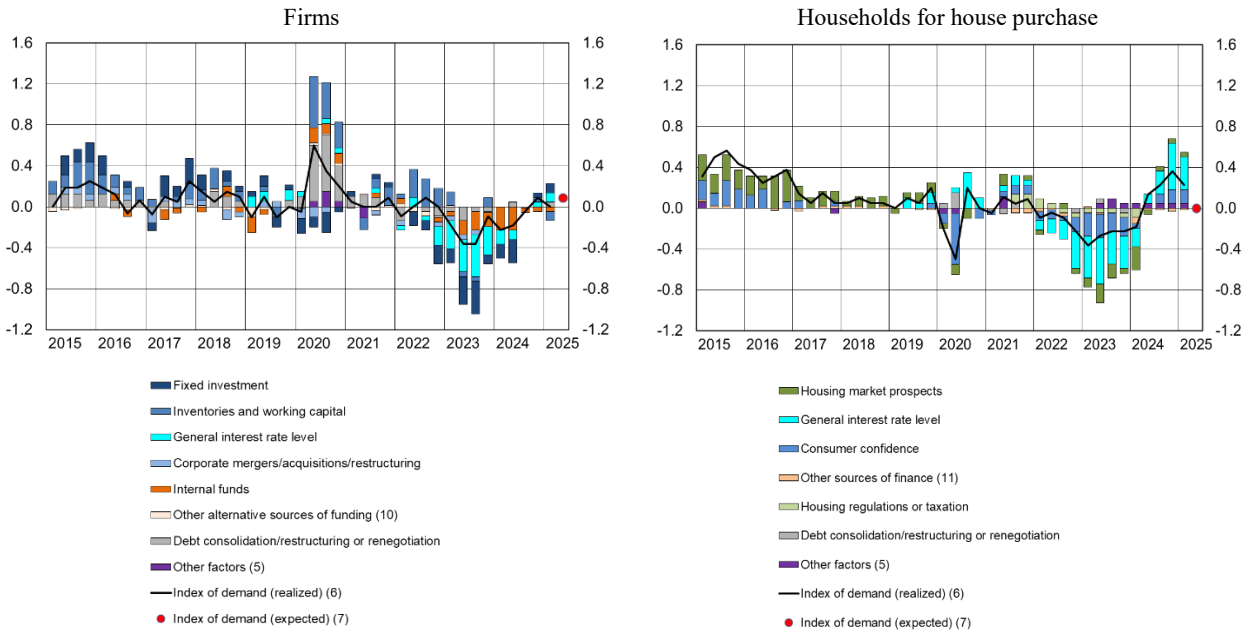 Firms
1.6
1.2
0.8
0.4
0.0
-0.4
-0.8
-1.2
1.6
1.2
0.8
0.4
0.0
-0.4
-0.8
-1.2
2015 2016 2017 2018 2019 2020 2021 2022 2023 2024 2025
Fixed investment
Inventories and working capital
General interest rate level
Corporate mergers/acquisitions/restructuring
Internal funds
Other alternative sources of funding (10)
Debt consolidation/restructuring or renegotiation
Other factors (5)
Index of demand (realized) (6)
Index of demand (expected) (7)
Households for house purchase
1.6
1.2
0.8
0.4
0.0
-0.4
-0.8
-1.2
1.6
1.2
0.8
0.4
0.0
-0.4
-0.8
-1.2
2015 2016 2017 2018 2019 2020 2021 2022 2023 2024 2025
Housing market prospects
General interest rate level
Consumer confidence
Other sources of finance (11)
Housing regulations or taxation
Debt consolidation/restructuring or renegotiation
Other factors (5)
Index of demand (realized) (6)
Index of demand (expected) (7)